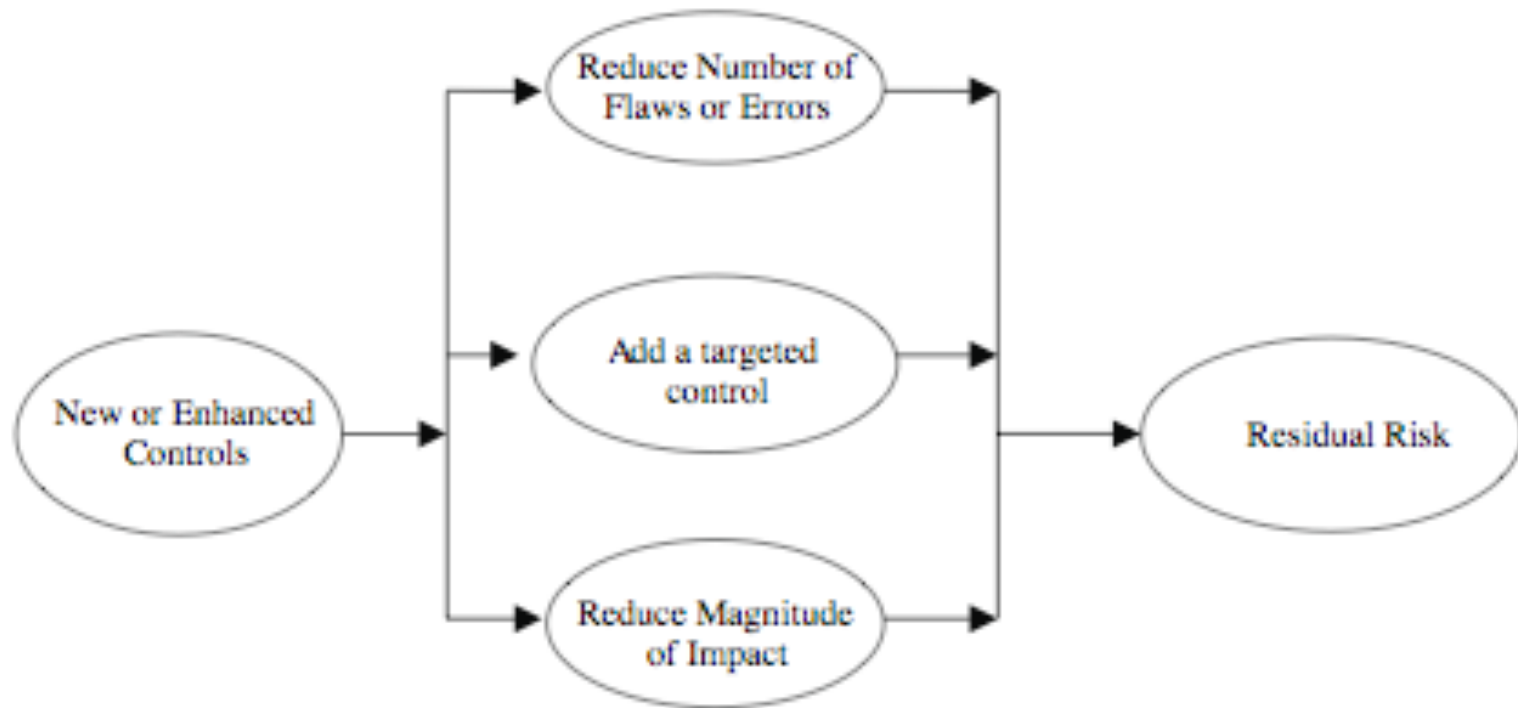 Reduce Number of
Flaws or Errors
Add a targeted
control
New or Enhanced
Controls
Residual Risk
Reduce Magnitude
of Impact